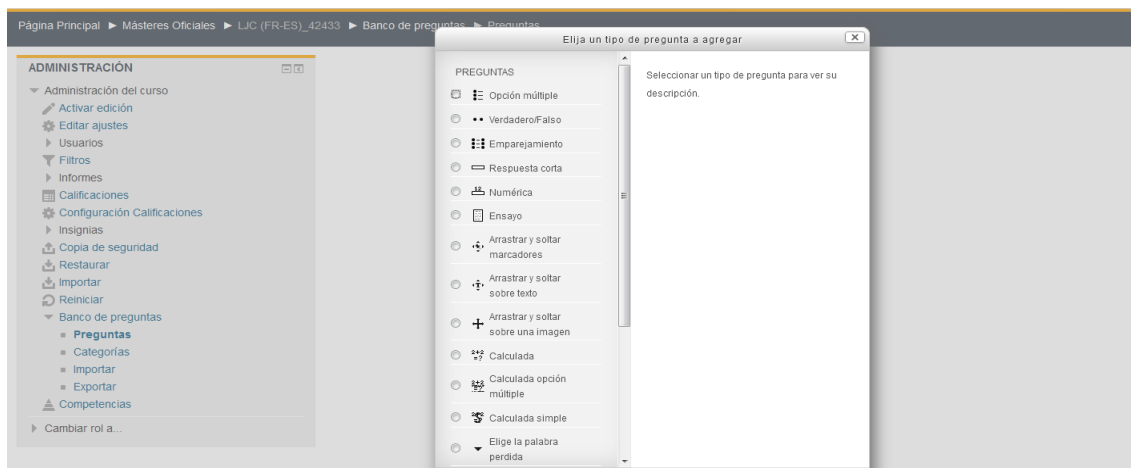 Página Principal ► Másteres Oficiales ► LJC (FR-ES)_42433 ► Banco de preguntas ► Preguntas
Elija un tipo de pregunta a agregar
ADMINISTRACIÓN
Administración del curso
Activar edición
Editar ajustes
Usuarios
Filtros
Informes
Calificaciones
Configuración Calificaciones
Insignias
Copia de seguridad
Restaurar
Importar
Reiniciar
Banco de preguntas
Preguntas
Categorías
Importar
Exportar
Competencias
Cambiar rol a...
PREGUNTAS
Opción múltiple
Verdadero/Falso
Emparejamiento
Respuesta corta
Numérica
Ensayo
Arrastrar y soltar
marcadores
Arrastrar y soltar
sobre texto
Arrastrar y soltar
sobre una imagen
Calculada
Calculada opción
múltiple
Calculada simple
Elige la palabra
perdida
Seleccionar un tipo de pregunta para ver su
descripción.